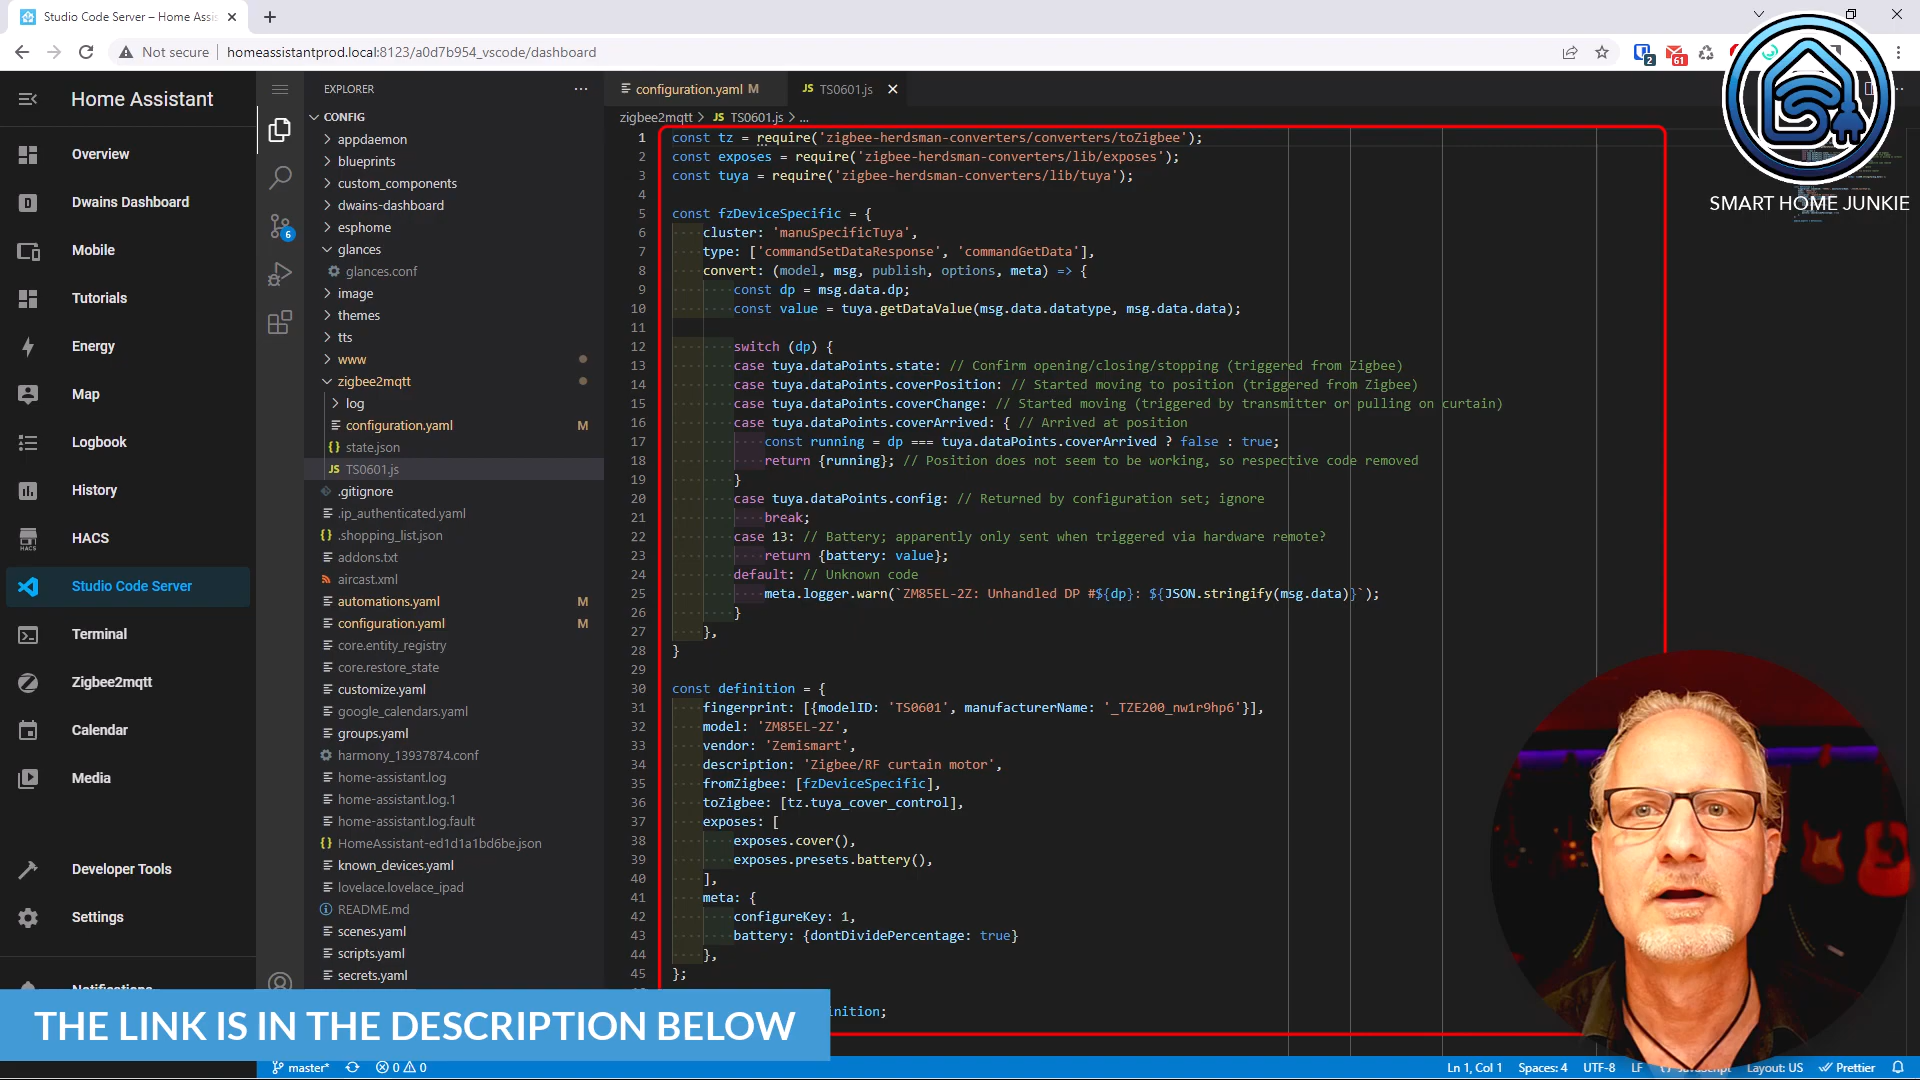 Studio Code Server – Home Assis
Not secure
homeassistantprod.local:8123/a0d7b954_vscode/dashboard
2
61
SMART HOME JUNKIE
Home Assistant
Overview
Dwains Dashboard
Mobile
Tutorials
Energy
Map
Logbook
History
HACS
HACS
Studio Code Server
Terminal
Zigbee2mqtt
Calendar
Media
Developer Tools
Settings
6
EXPLORER
CONFIG
appdaemon
blueprints
custom_components
dwains-dashboard
esphome
glances
glances.conf
image
themes
tts
www
zigbee2mqtt
log
configuration.yaml M
state.json
TS0601.js
.gitignore
.ip_authenticated.yaml
.shopping_list.json
addons.txt
aircast.xml
automations.yaml M
configuration.yaml M
core.entity_registry
core.restore_state
customize.yaml
google_calendars.yaml
groups.yaml
harmony_13937874.conf
home-assistant.log
home-assistant.log.1
home-assistant.log.fault
HomeAssistant-ed1d1a1bd6be.json
known_devices.yaml
lovelace.lovelace_ipad
README.md
scenes.yaml
scripts.yaml
secrets.yaml
configuration.yaml M
JS TS0601.js
zigbee2mqtt > JS TS0601.js > ...
1 const tz = require('zigbee-herdsman-converters/converters/toZigbee');
2 const exposes = require('zigbee-herdsman-converters/lib/exposes');
3 const tuya = require('zigbee-herdsman-converters/lib/tuya');
4
5 const fzDeviceSpecific = {
6 cluster: 'manuSpecificTuya',
7 type: ['commandSetDataResponse', 'commandGetData'],
8 convert: (model, msg, publish, options, meta) => {
9 const dp = msg.data.dp;
10 const value = tuya.getDataValue(msg.data.datatype, msg.data.data);
11
12 switch (dp) {
13 case tuya.dataPoints.state: // Confirm opening/closing/stopping (triggered from Zigbee)
14 case tuya.dataPoints.coverPosition: // Started moving to position (triggered from Zigbee)
15 case tuya.dataPoints.coverChange: // Started moving (triggered by transmitter or pulling on curtain)
16 case tuya.dataPoints.coverArrived: { // Arrived at position
17 const running = dp === tuya.dataPoints.coverArrived ? false : true;
18 return {running}; // Position does not seem to be working, so respective code removed
19 }
20 case tuya.dataPoints.config: // Returned by configuration set; ignore
21 break;
22 case 13: // Battery; apparently only sent when triggered via hardware remote?
23 return {battery: value};
24 default: // Unknown code
25 meta.logger.warn(`ZM85EL-2Z: Unhandled DP #${dp}: ${JSON.stringify(msg.data)}`);
26 }
27 },
28 }
29
30 const definition = {
31 fingerprint: [{modelID: 'TS0601', manufacturerName: '_TZE200_nw1r9hp6'}],
32 model: 'ZM85EL-2Z',
33 vendor: 'Zemismart',
34 description: 'Zigbee/RF curtain motor',
35 fromZigbee: [fzDeviceSpecific],
36 toZigbee: [tz.tuya_cover_control],
37 exposes: [
38 exposes.cover(),
39 exposes.presets.battery(),
40 ],
41 meta: {
42 configureKey: 1,
43 battery: {dontDividePercentage: true}
44 },
45 };
inition;
THE LINK IS IN THE DESCRIPTION BELOW
master*
0 0
Ln 1, Col 1
Spaces: 4
UTF-8
LF
Layout: US
Prettier